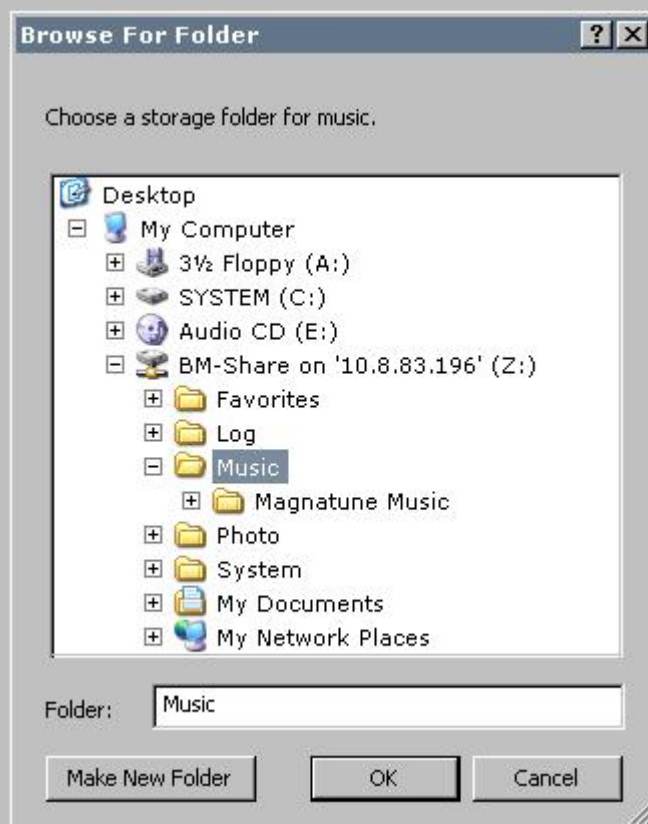 Browse For Folder
Choose a storage folder for music.
Desktop
My Computer
3½ Floppy (A:)
SYSTEM (C:)
Audio CD (E:)
BM-Share on '10.8.83.196' (Z:)
Favorites
Log
Music
Magnatune Music
Photo
System
My Documents
My Network Places
Folder: Music
Make New Folder OK Cancel